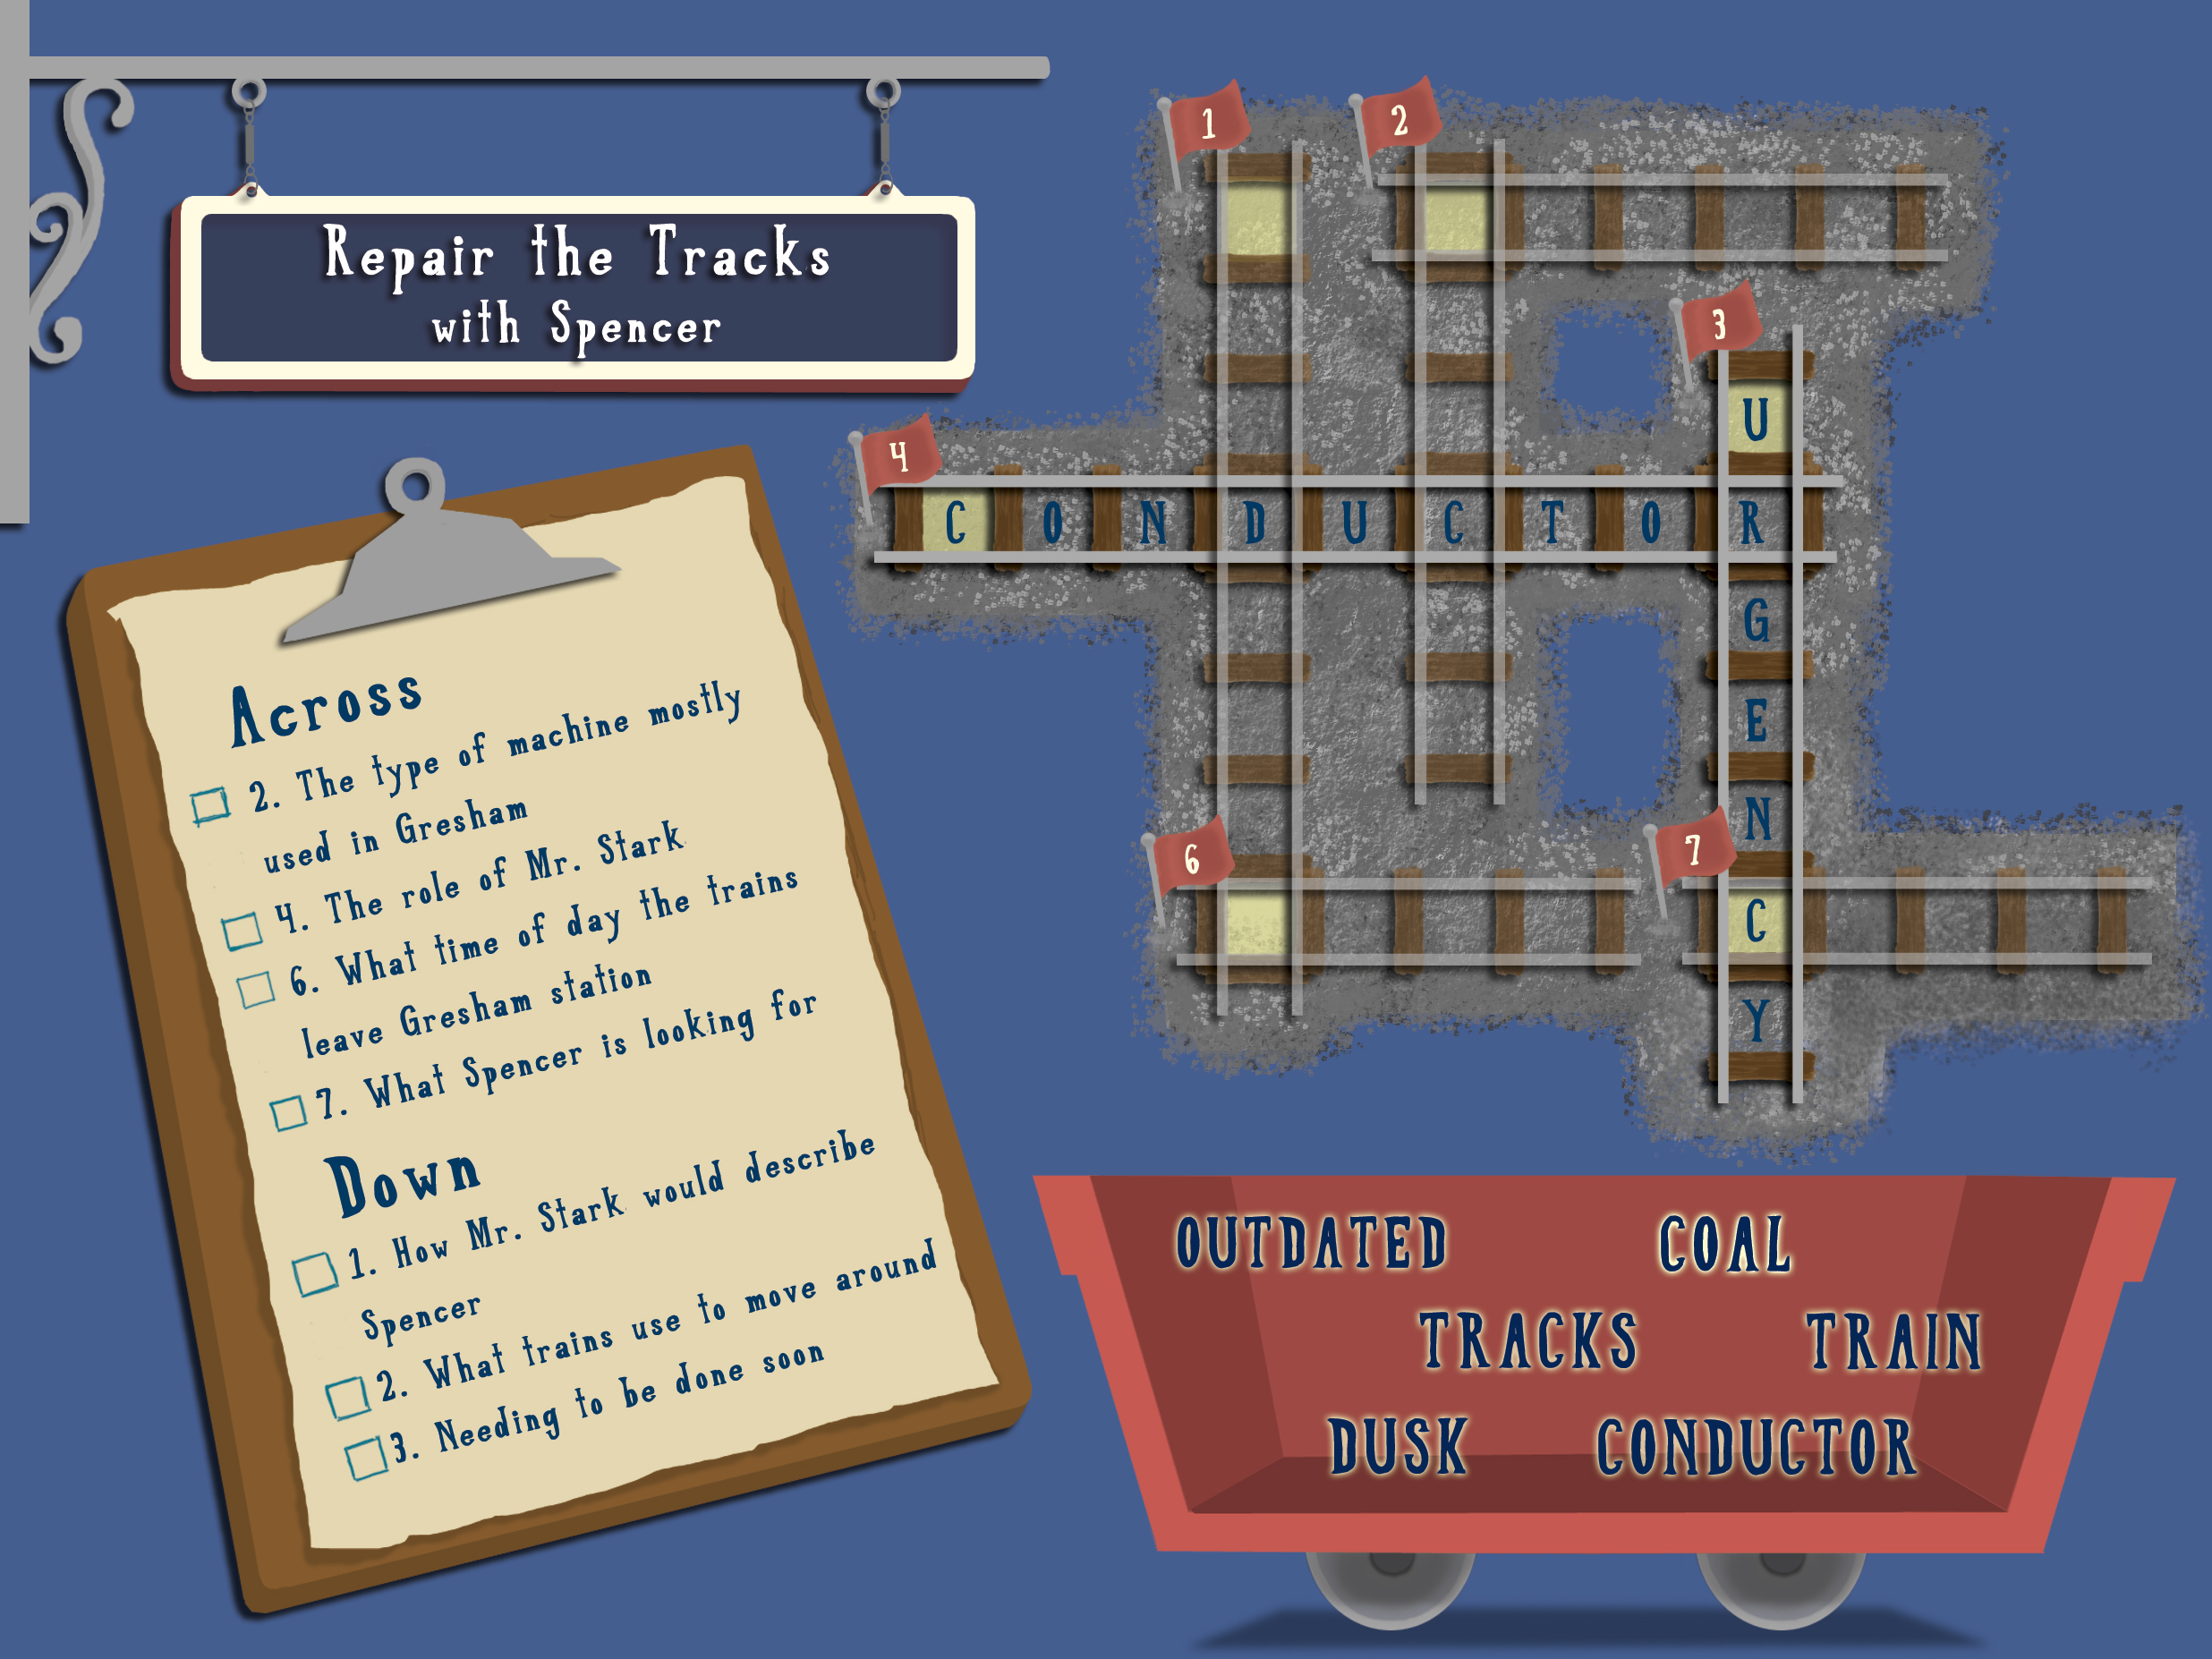 Repair the Tracks
with Spencer
1
2
3
U
4
C O N D U C T O R
G
E
N
6
7
C
Y
Across
2. The type of machine mostly
used in Gresham
4. The role of Mr. Stark
6. What time of day the trains
leave Gresham station
7. What Spencer is looking for
Down
1. How Mr. Stark would describe
Spencer
2. What trains use to move around
3. Needing to be done soon
OUTDATED COAL
TRACKS TRAIN
DUSK CONDUCTOR